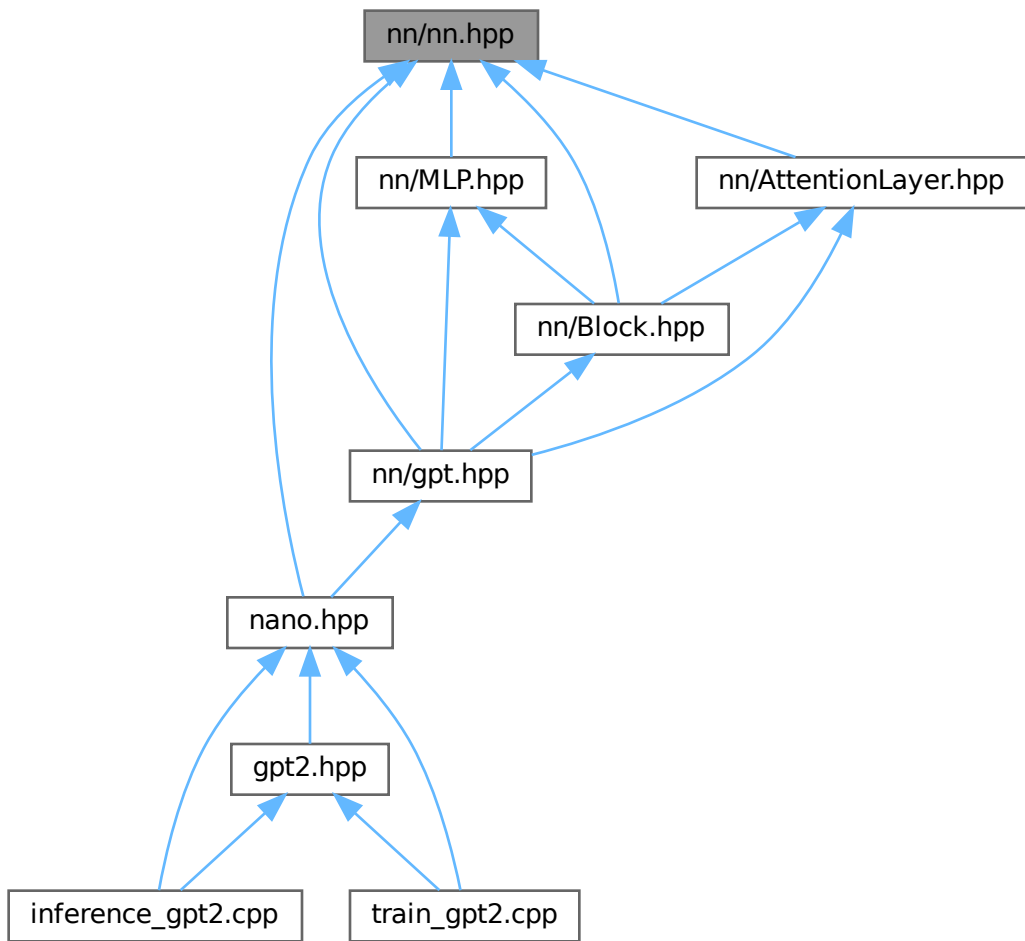 nn/nn.hpp
nn/MLP.hpp
nn/AttentionLayer.hpp
nn/Block.hpp
nn/gpt.hpp
nano.hpp
gpt2.hpp
inference_gpt2.cpp
train_gpt2.cpp